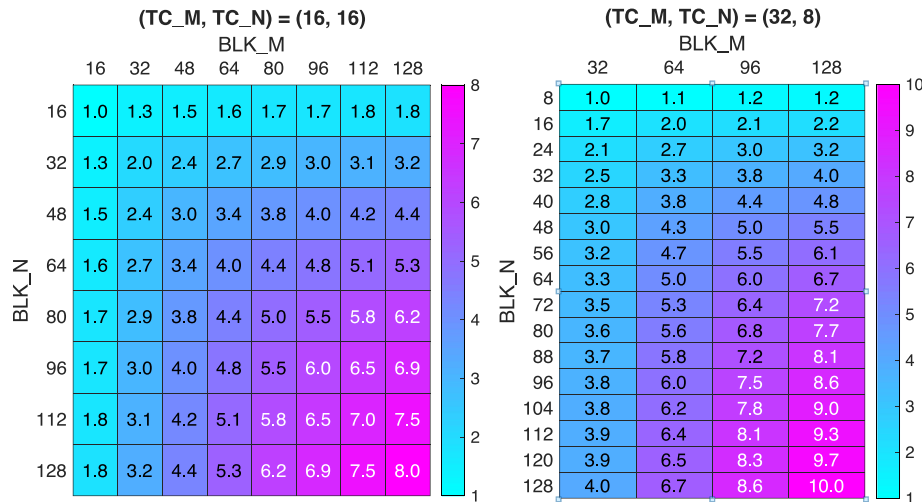 (TC_M, TC_N) = (16, 16)
BLK_M
16 32 48 64 80 96 112 128
16 1.0 1.3 1.5 1.6 1.7 1.7 1.8 1.8
32 1.3 2.0 2.4 2.7 2.9 3.0 3.1 3.2
48 1.5 2.4 3.0 3.4 3.8 4.0 4.2 4.4
64 1.6 2.7 3.4 4.0 4.4 4.8 5.1 5.3
80 1.7 2.9 3.8 4.4 5.0 5.5 5.8 6.2
96 1.7 3.0 4.0 4.8 5.5 6.0 6.5 6.9
112 1.8 3.1 4.2 5.1 5.8 6.5 7.0 7.5
128 1.8 3.2 4.4 5.3 6.2 6.9 7.5 8.0
BLK_N
8
7
6
5
4
3
2
1
(TC_M, TC_N) = (32, 8)
BLK_M
32 64 96 128
8 1.0 1.1 1.2 1.2
16 1.7 2.0 2.1 2.2
24 2.1 2.7 3.0 3.2
32 2.5 3.3 3.8 4.0
40 2.8 3.8 4.4 4.8
48 3.0 4.3 5.0 5.5
56 3.2 4.7 5.5 6.1
64 3.3 5.0 6.0 6.7
72 3.5 5.3 6.4 7.2
80 3.6 5.6 6.8 7.7
88 3.7 5.8 7.2 8.1
96 3.8 6.0 7.5 8.6
104 3.8 6.2 7.8 9.0
112 3.9 6.4 8.1 9.3
120 3.9 6.5 8.3 9.7
128 4.0 6.7 8.6 10.0
BLK_N
10
9
8
7
6
5
4
3
2
1